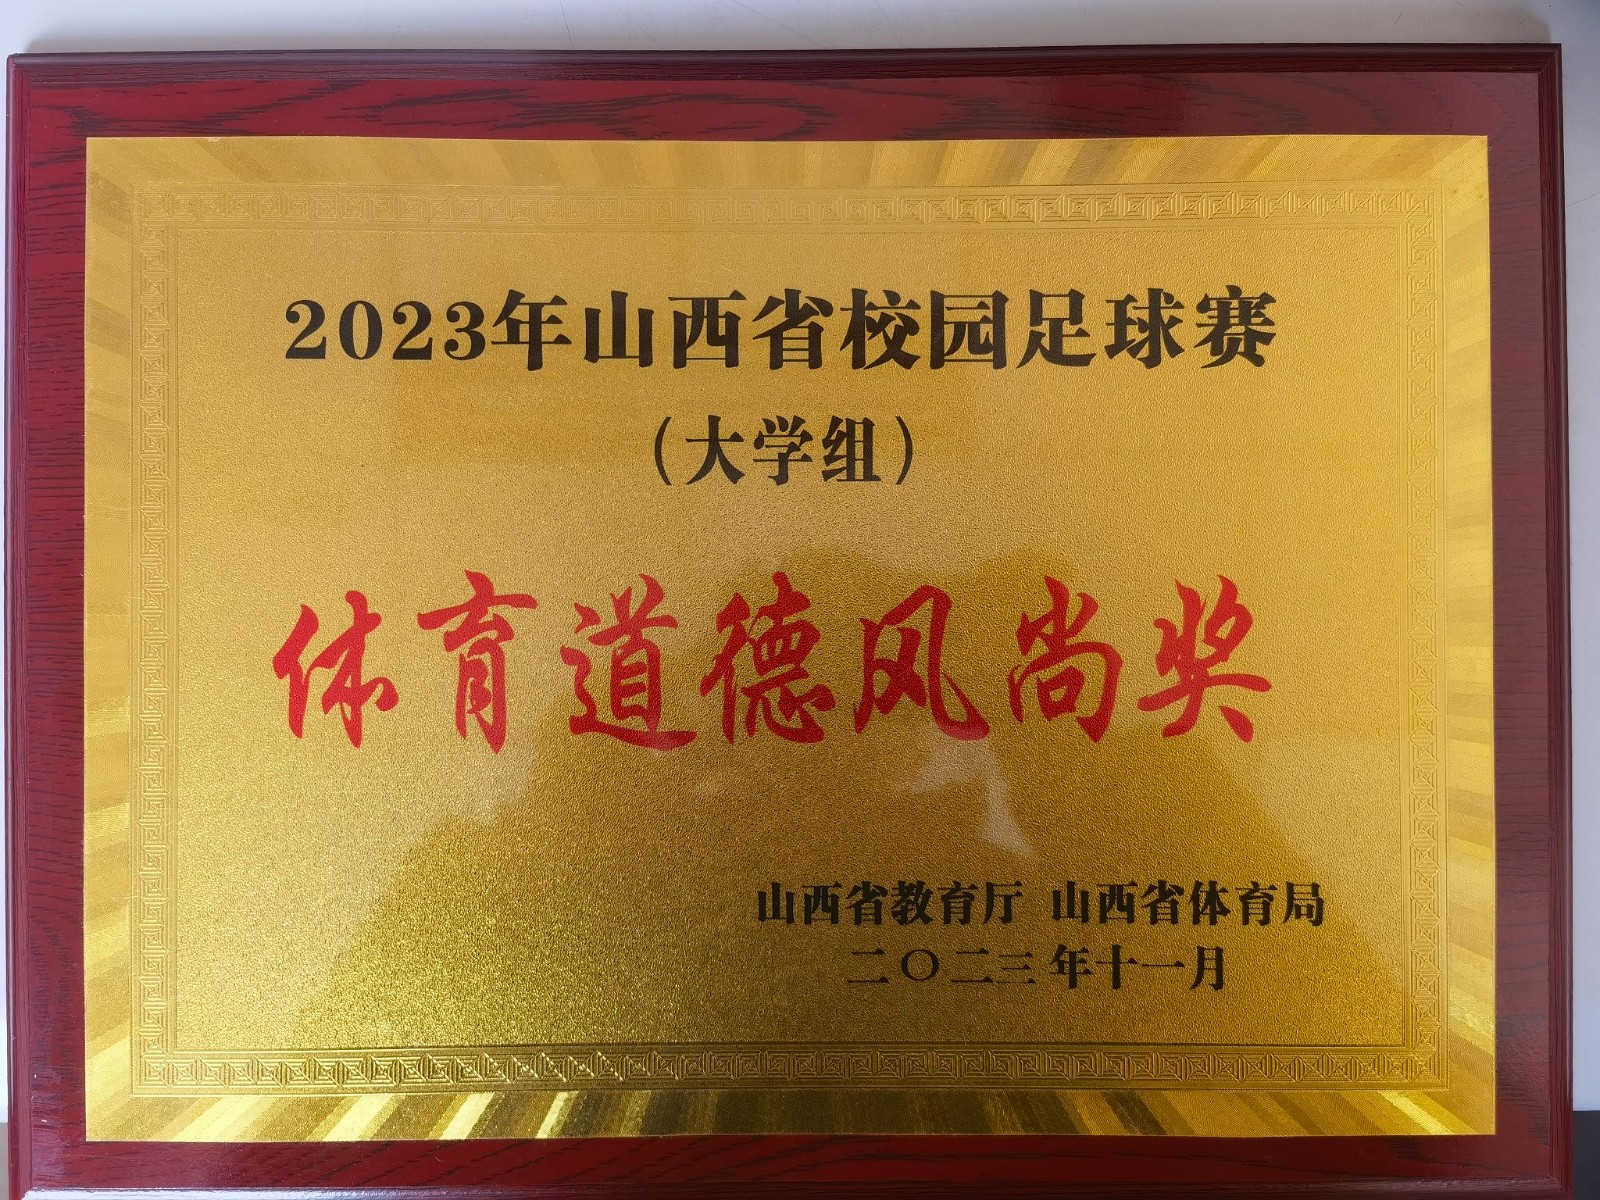 2023年山西省校园足球赛
（大学组）
体育道德风尚奖
山西省教育厅 山西省体育局
二〇二三年十一月